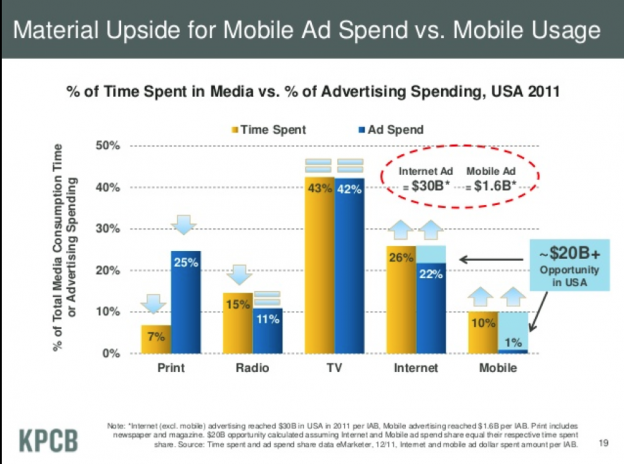 Material Upside for Mobile Ad Spend vs. Mobile Usage
% of Time Spent in Media vs. % of Advertising Spending, USA 2011
% of Total Media Consumption Time
or Advertising Spending
Time Spent Ad Spend
50%
40%
30%
20%
10%
0%
7%
25%
15%
11%
43%
42%
26%
22%
10%
1%
Internet Ad Mobile Ad
= $30B* = $1.6B*
~$20B+
Opportunity
in USA
Print Radio TV Internet Mobile
KPCB
Note: *Internet (excl. mobile) advertising reached $30B in USA in 2011 per IAB, Mobile advertising reached $1.6B per IAB. Print includes
newspaper and magazine. $20B opportunity calculated assuming Internet and Mobile ad spend share equal their respective time spent
share. Source: Time spent and ad spend share data eMarketer, 12/11, Internet and mobile ad dollar spent amount per IAB.
19